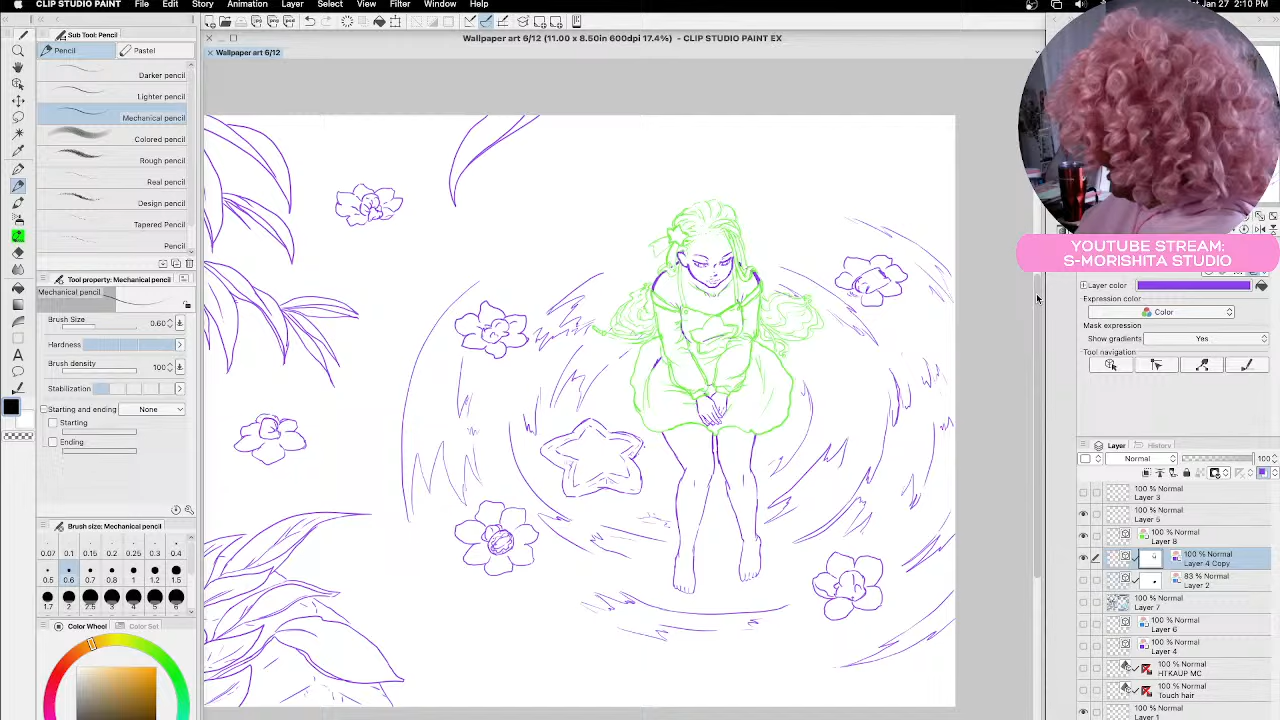 CLIP STUDIO PAINT File Edit Story Animation Layer Select View Filter Window Help Sat Jan 27 2:10 PM
Wallpaper art 6/12 (11.00 x 8.50in 600dpi 17.4%) - CLIP STUDIO PAINT EX
Wallpaper art 6/12
Sub Tool: Pencil
Pencil Pastel
Darker pencil
Lighter pencil
Mechanical pencil
Colored pencil
Rough pencil
Real pencil
Design pencil
Tapered Pencil
Pencil
Tool property: Mechanical pencil
Mechanical pencil
Brush Size 0.60
Hardness
Brush density 100
Stabilization
Starting and ending None
Starting
Ending
Brush size: Mechanical pencil
0.07 0.1 0.15 0.2 0.25 0.3 0.4
0.5 0.6 0.7 0.8 1 1.2 1.5
1.7 2 2.5 3 4 5 6
Color Wheel Color Set
YOUTUBE STREAM:
S-MORISHITA STUDIO
Layer color
Expression color
Color
Mask expression
Show gradients Yes
Tool navigation
Layer History
Normal 100
100 % Normal
Layer 3
100 % Normal
Layer 5
100 % Normal
Layer 8
100 % Normal
Layer 4 Copy
83 % Normal
Layer 2
100 % Normal
Layer 7
100 % Normal
Layer 6
100 % Normal
Layer 4
100 % Normal
HTKAUP MC
100 % Normal
Touch hair
100 % Normal